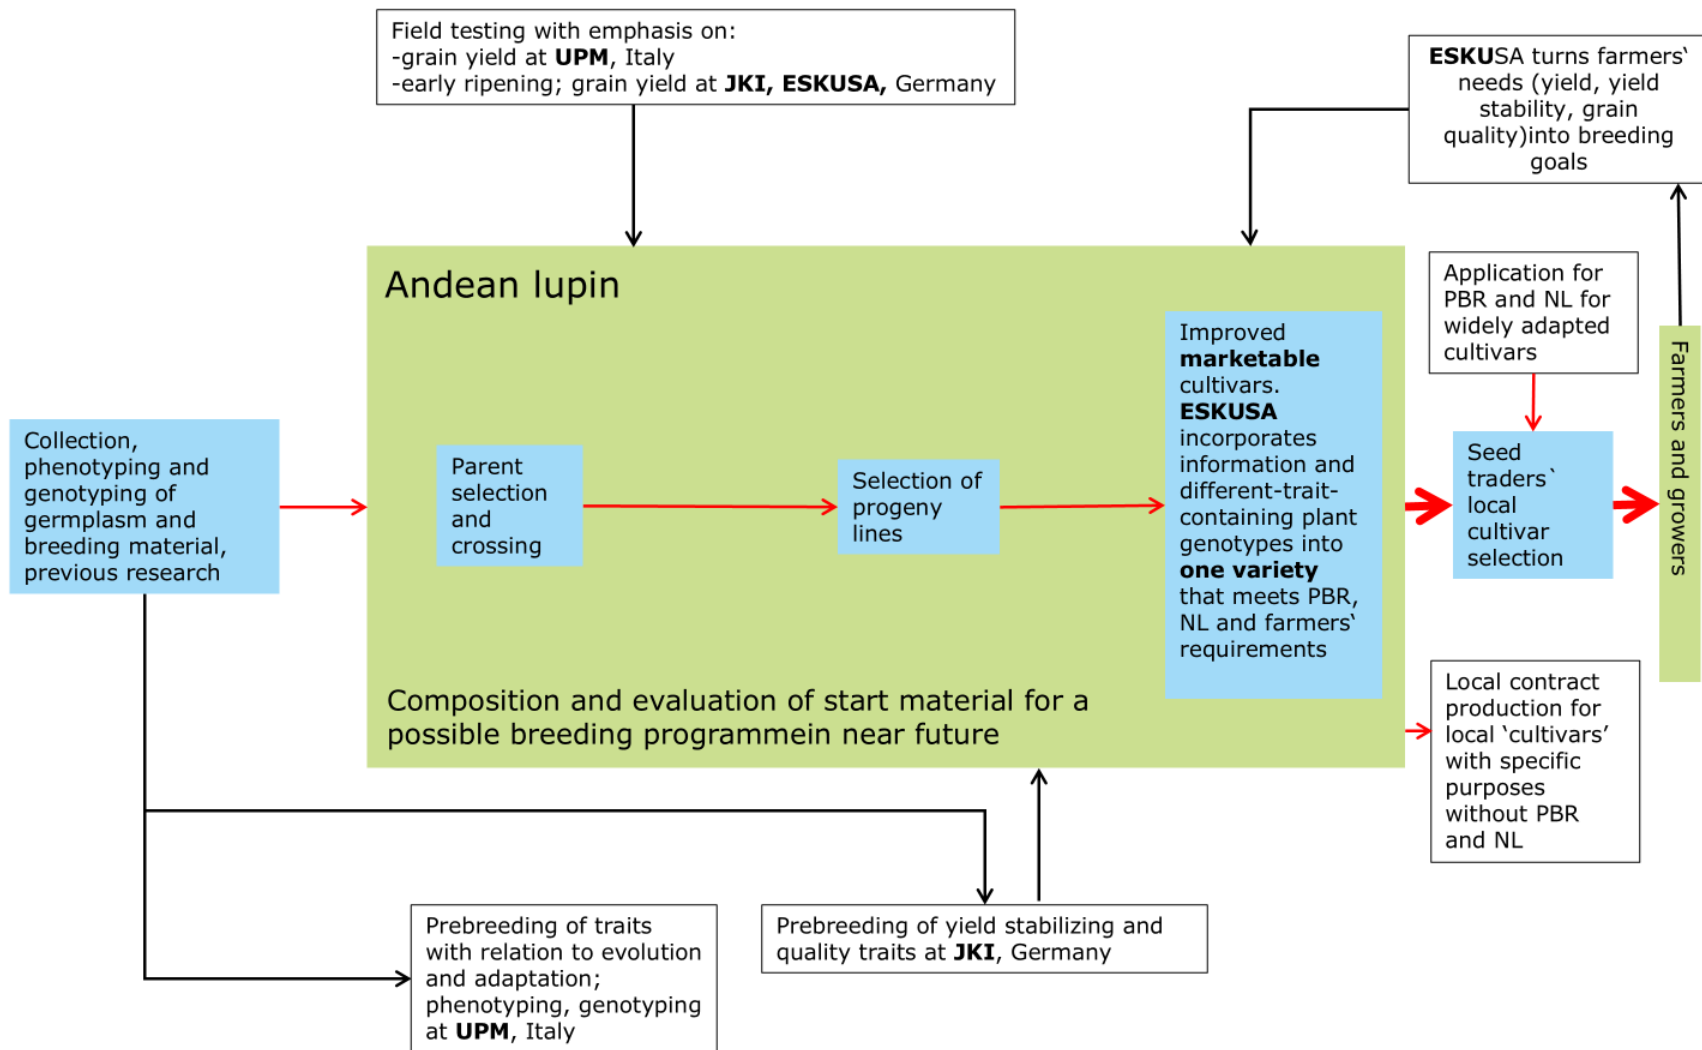 Field testing with emphasis on:
-grain yield at UPM, Italy
-early ripening; grain yield at JKI, ESKUSA, Germany
ESKUSA turns farmers‘
needs (yield, yield
stability, grain
quality)into breeding
goals
Andean lupin
Application for
PBR and NL for
widely adapted
cultivars
Farmers and growers
Collection,
phenotyping and
genotyping of
germplasm and
breeding material,
previous research
Parent
selection
and
crossing
Selection of
progeny
lines
Improved
marketable
cultivars.
ESKUSA
incorporates
information and
different-trait-
containing plant
genotypes into
one variety
that meets PBR,
NL and farmers‘
requirements
Seed
traders`
local
cultivar
selection
Composition and evaluation of start material for a
possible breeding programmein near future
Local contract
production for
local ‘cultivars’
with specific
purposes
without PBR
and NL
Prebreeding of traits
with relation to evolution
and adaptation;
phenotyping, genotyping
at UPM, Italy
Prebreeding of yield stabilizing and
quality traits at JKI, Germany